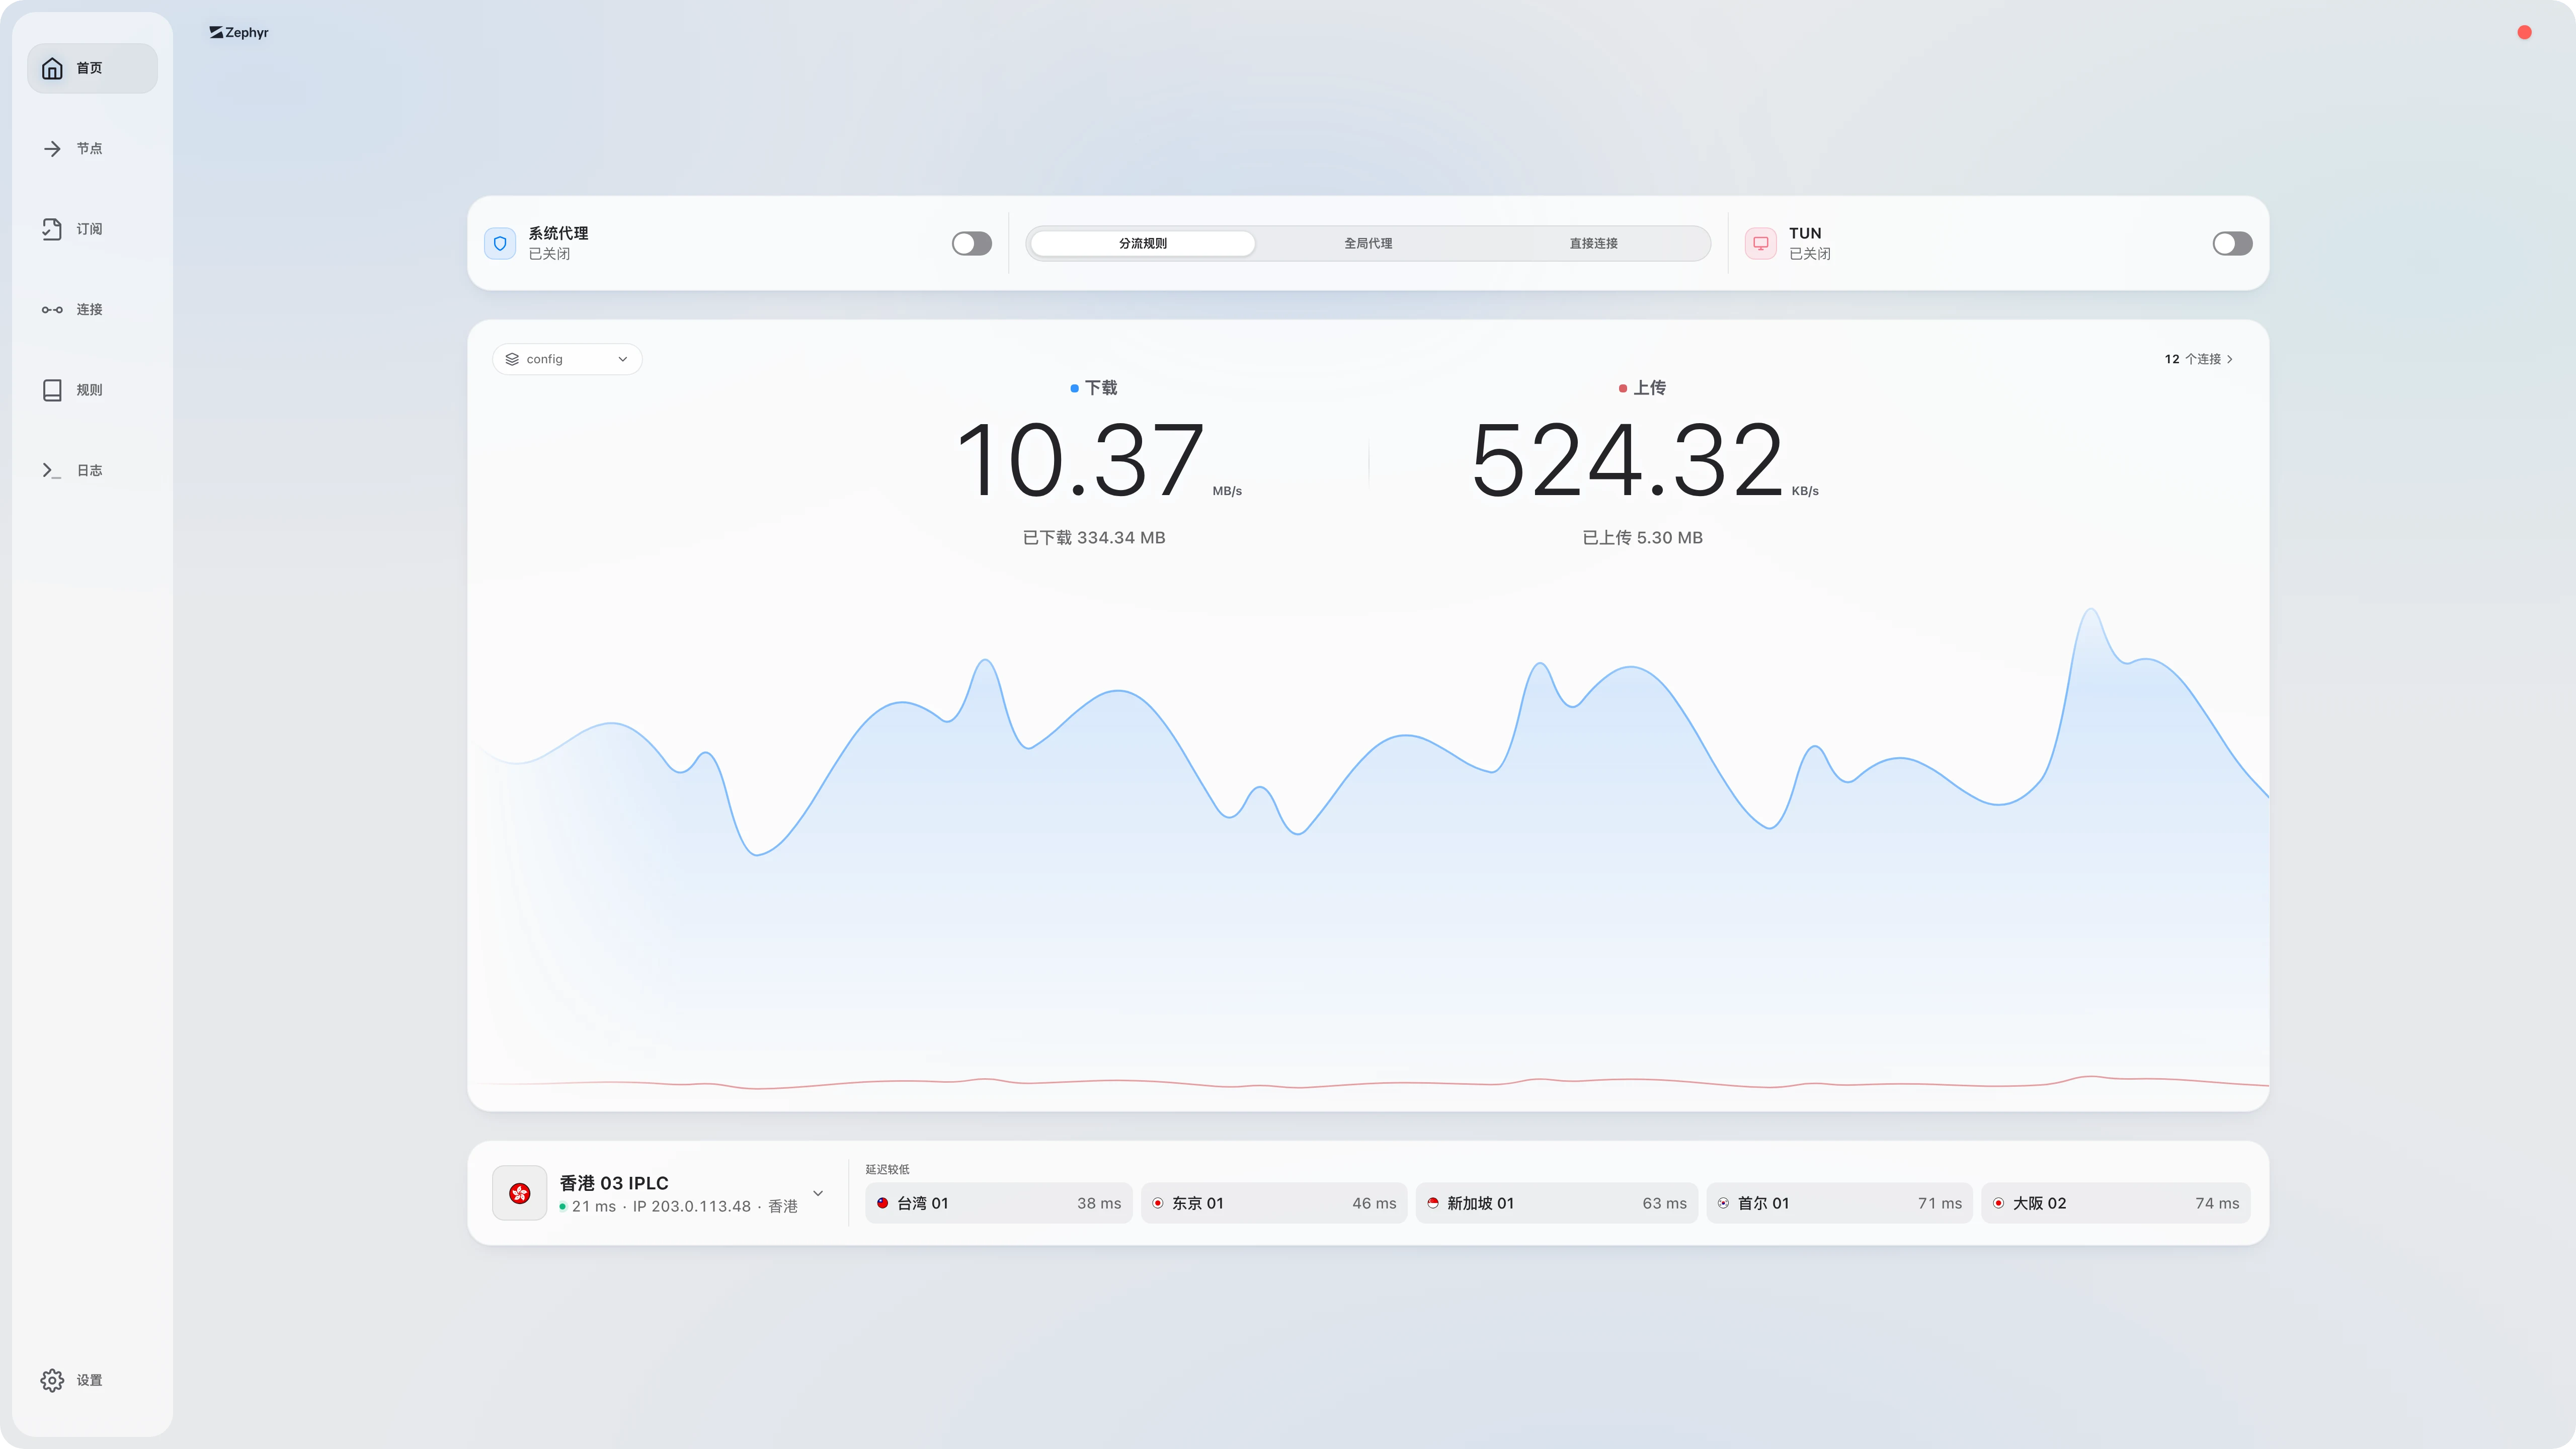 Zephyr
首页
节点
订阅
连接
规则
日志
设置
系统代理
已关闭
分流规则 全局代理 直接连接
TUN
已关闭
config
12 个连接
下载
10.37 MB/s
已下载 334.34 MB
上传
524.32 KB/s
已上传 5.30 MB
香港 03 IPLC
21 ms · IP 203.0.113.48 · 香港
延迟较低
台湾 01 38 ms
东京 01 46 ms
新加坡 01 63 ms
首尔 01 71 ms
大阪 02 74 ms